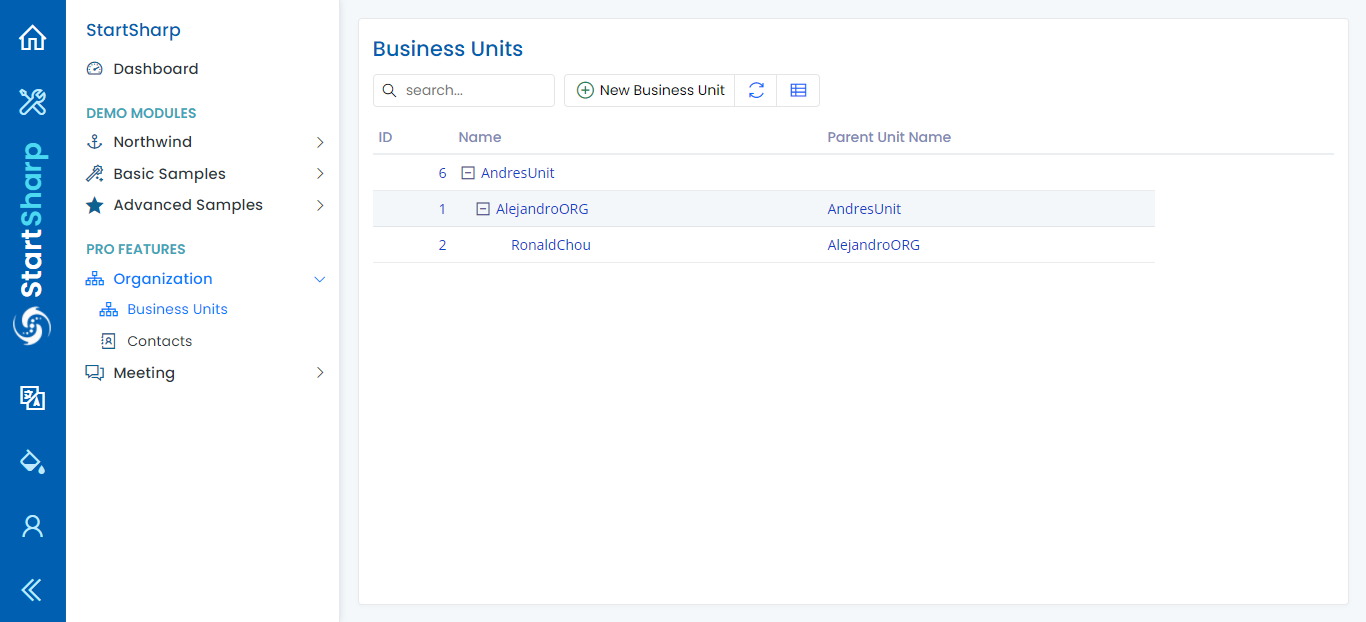 StartSharp
StartSharp
Dashboard
DEMO MODULES
Northwind
Basic Samples
Advanced Samples
PRO FEATURES
Organization
Business Units
Contacts
Meeting
Business Units
search...
New Business Unit
ID Name Parent Unit Name
6 AndresUnit
1 AlejandroORG AndresUnit
2 RonaldChou AlejandroORG